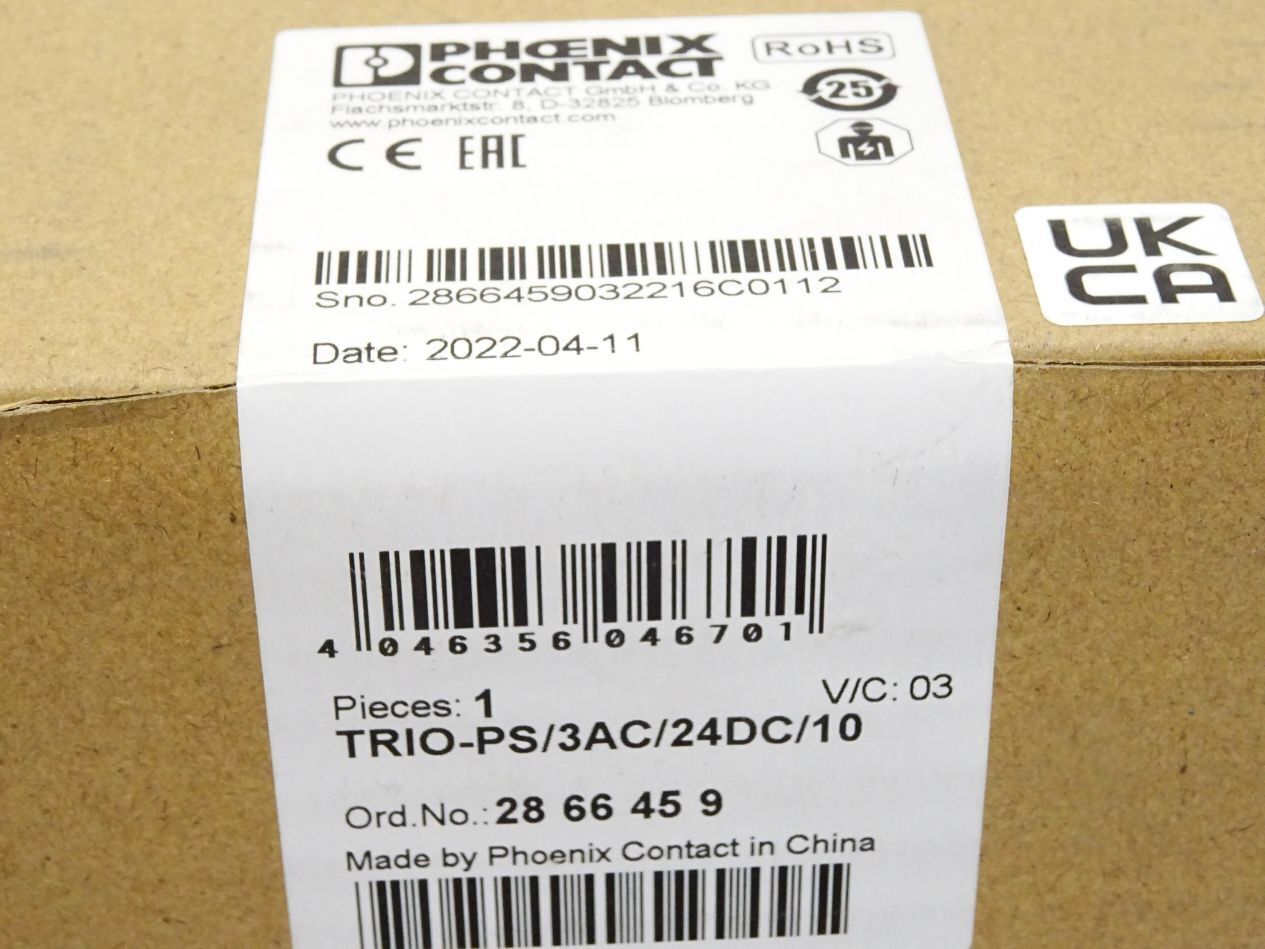 PHŒNIX
CONTACT
RoHS
PHOENIX CONTACT GmbH & Co. KG
Flachsmarktstr. 8, D-32825 Blomberg
www.phoenixcontact.com
25
CE EAC
UK
CA
Sno. 2866459032216C0112
Date: 2022-04-11
4 046356 046701
Pieces: 1
V/C: 03
TRIO-PS/3AC/24DC/10
Ord.No.: 28 66 45 9
Made by Phoenix Contact in China